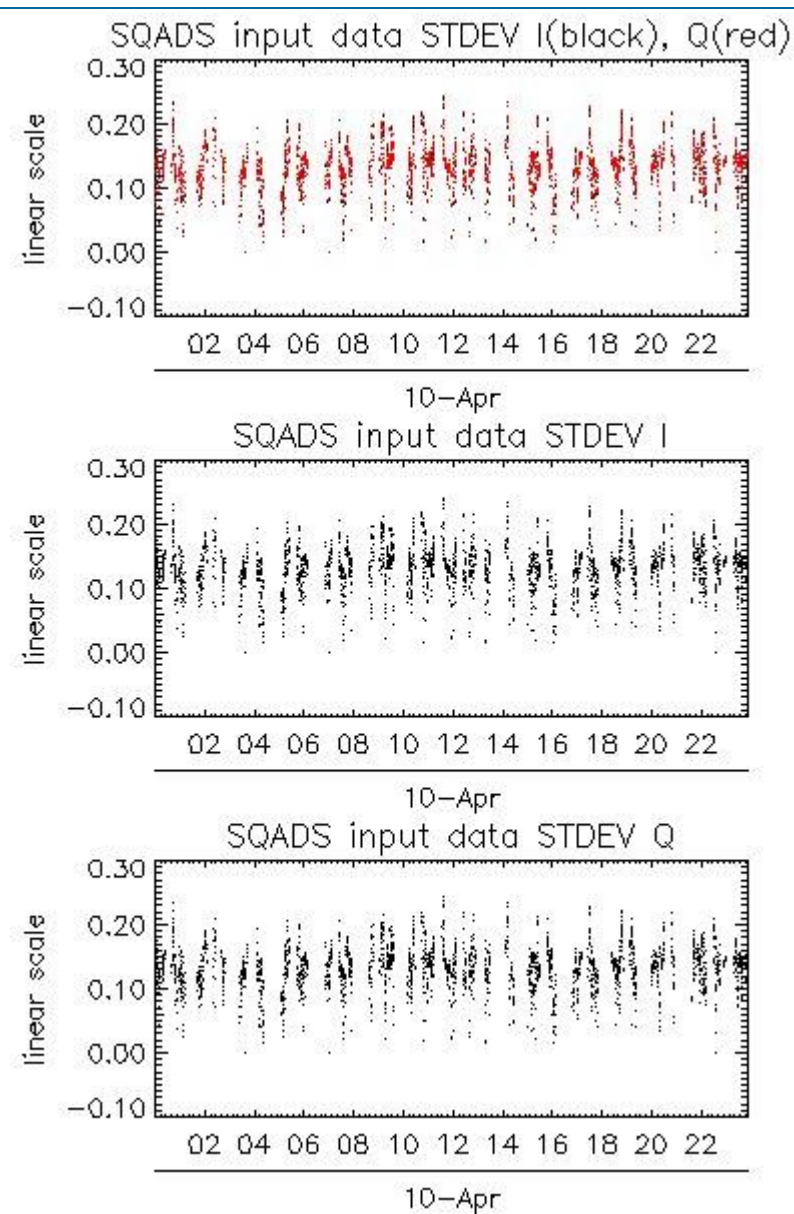 SQADS input data STDEV I(black), Q(red)
0.30
0.20
0.10
0.00
-0.10
linear scale
02 04 06 08 10 12 14 16 18 20 22
10-Apr
SQADS input data STDEV I
0.30
0.20
0.10
0.00
-0.10
linear scale
02 04 06 08 10 12 14 16 18 20 22
10-Apr
SQADS input data STDEV Q
0.30
0.20
0.10
0.00
-0.10
linear scale
02 04 06 08 10 12 14 16 18 20 22
10-Apr